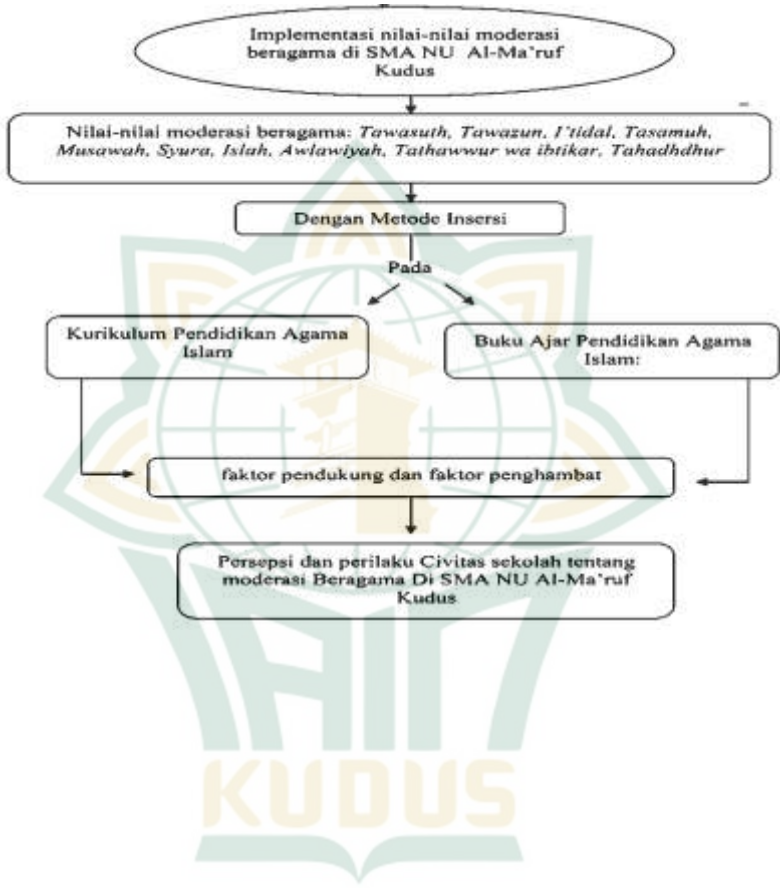 Implementasi nilai-nilai moderasi
beragama di SMA NU Al-Ma'ruf
Kudus
Nilai-nilai moderasi beragama: Tawasuth, Tawazun, I'tidal, Tasamuh,
Musawah, Syura, Islah, Awlawiyah, Tathawwur wa ibtikar, Tahadhdhur
Dengan Metode Insersi
Pada
Kurikulum Pendidikan Agama
Islam
Buku Ajar Pendidikan Agama
Islam:
faktor pendukung dan faktor penghambat
Persepsi dan perilaku Civitas sekolah tentang
moderasi Beragama Di SMA NU Al-Ma'ruf
Kudus
IAIN
KUDUS